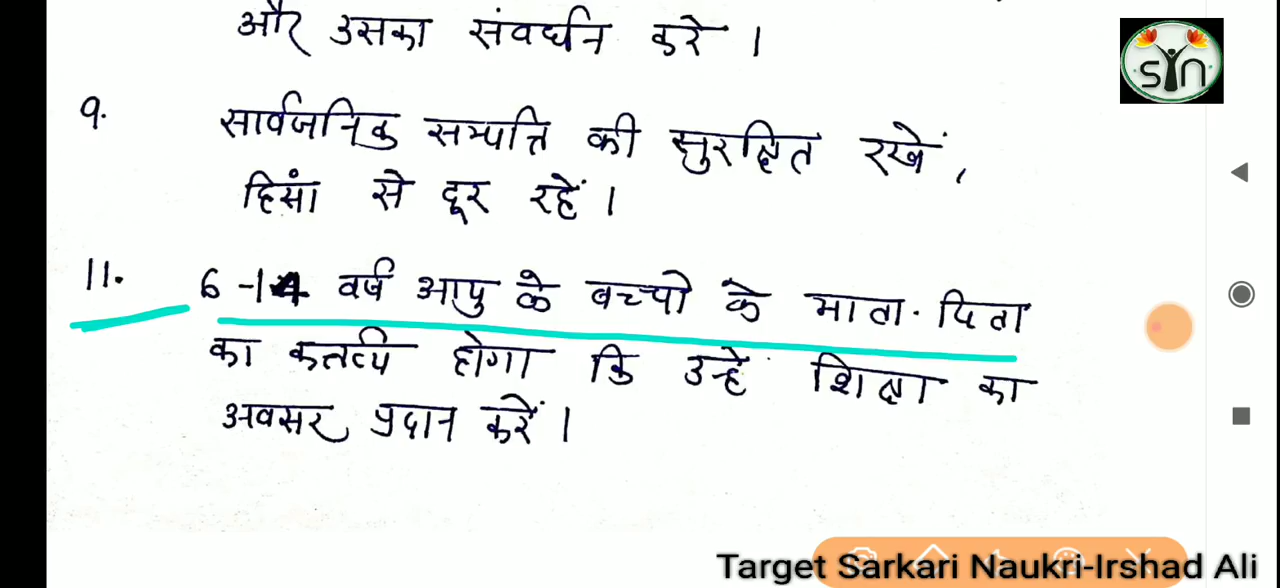 और उसका संवर्धन करे ।
9. सार्वजनिक सम्पत्ति की सुरक्षित रखें,
हिसां से दूर रहें ।
11. 6-14 वर्ष आयु के बच्चो के माता-पिता
का कर्तव्य होगा कि उन्हे शिक्षा का
अवसर प्रदान करें ।
SYN
Target Sarkari Naukri-Irshad Ali